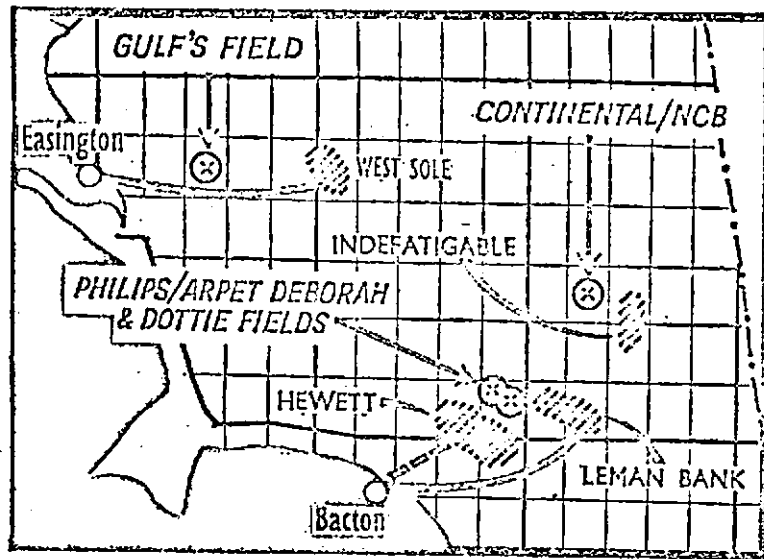 GULF'S FIELD
CONTINENTAL/NCB
Easington
WEST SOLE
INDEFATIGABLE
PHILIPS/ARPET DEBORAH
& DOTTIE FIELDS
HEWETT
LEMAN BANK
Bacton